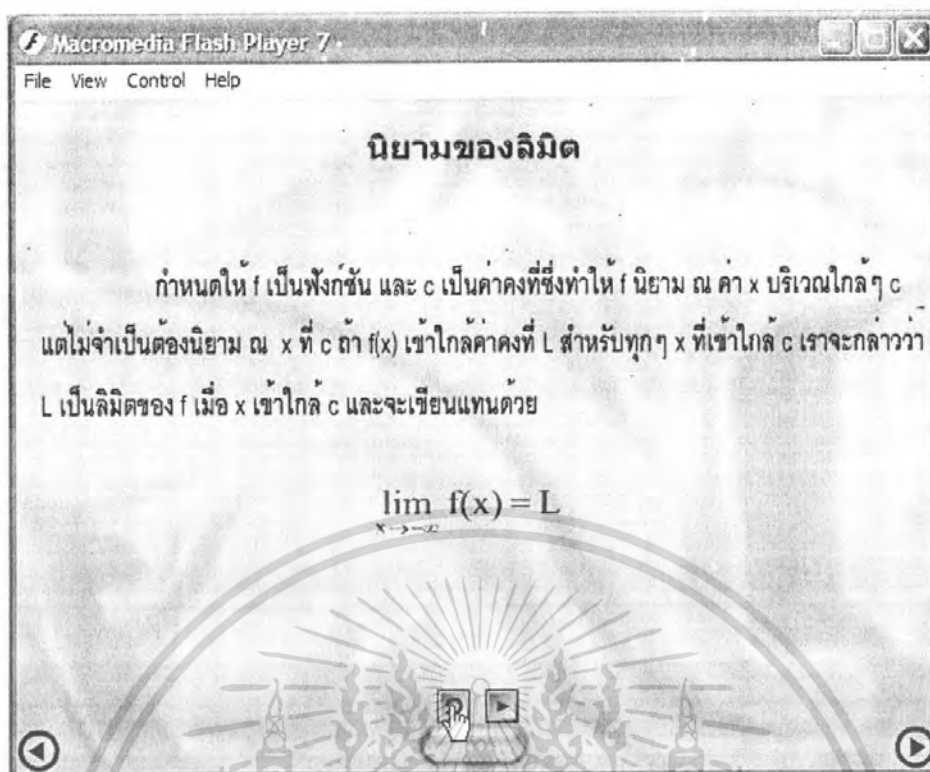 Macromedia Flash Player 7
File View Control Help
นิยามของลิมิต
กำหนดให้ f เป็นฟังก์ชัน และ c เป็นค่าคงที่ซึ่งทำให้ f นิยาม ณ ค่า x บริเวณใกล้ๆ c
แต่ไม่จำเป็นต้องนิยาม ณ x ที่ c ถ้า f(x) เข้าใกล้ค่าคงที่ L สำหรับทุกๆ x ที่เข้าใกล้ c เราจะกล่าวว่า
L เป็นลิมิตของ f เมื่อ x เข้าใกล้ c และจะเขียนแทนด้วย
lim f(x) = L
x→-∞